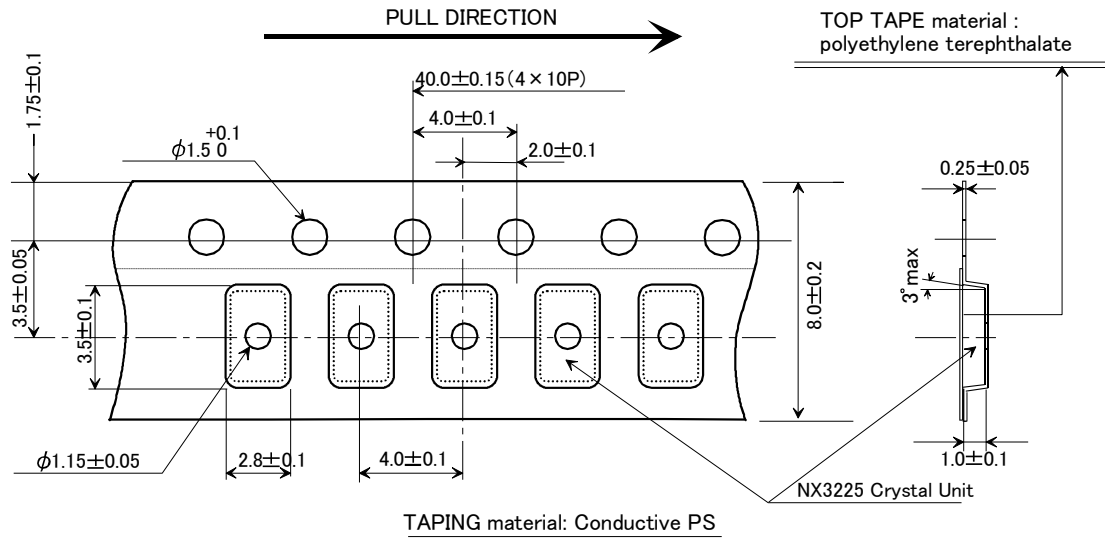 PULL DIRECTION
TOP TAPE material :
polyethylene terephthalate
1.75±0.1
40.0±0.15(4×10P)
4.0±0.1
+0.1
φ1.5 0
2.0±0.1
0.25±0.05
3.5±0.05
3.5±0.1
8.0±0.2
3°max
φ1.15±0.05
2.8±0.1
4.0±0.1
1.0±0.1
NX3225 Crystal Unit
TAPING material: Conductive PS